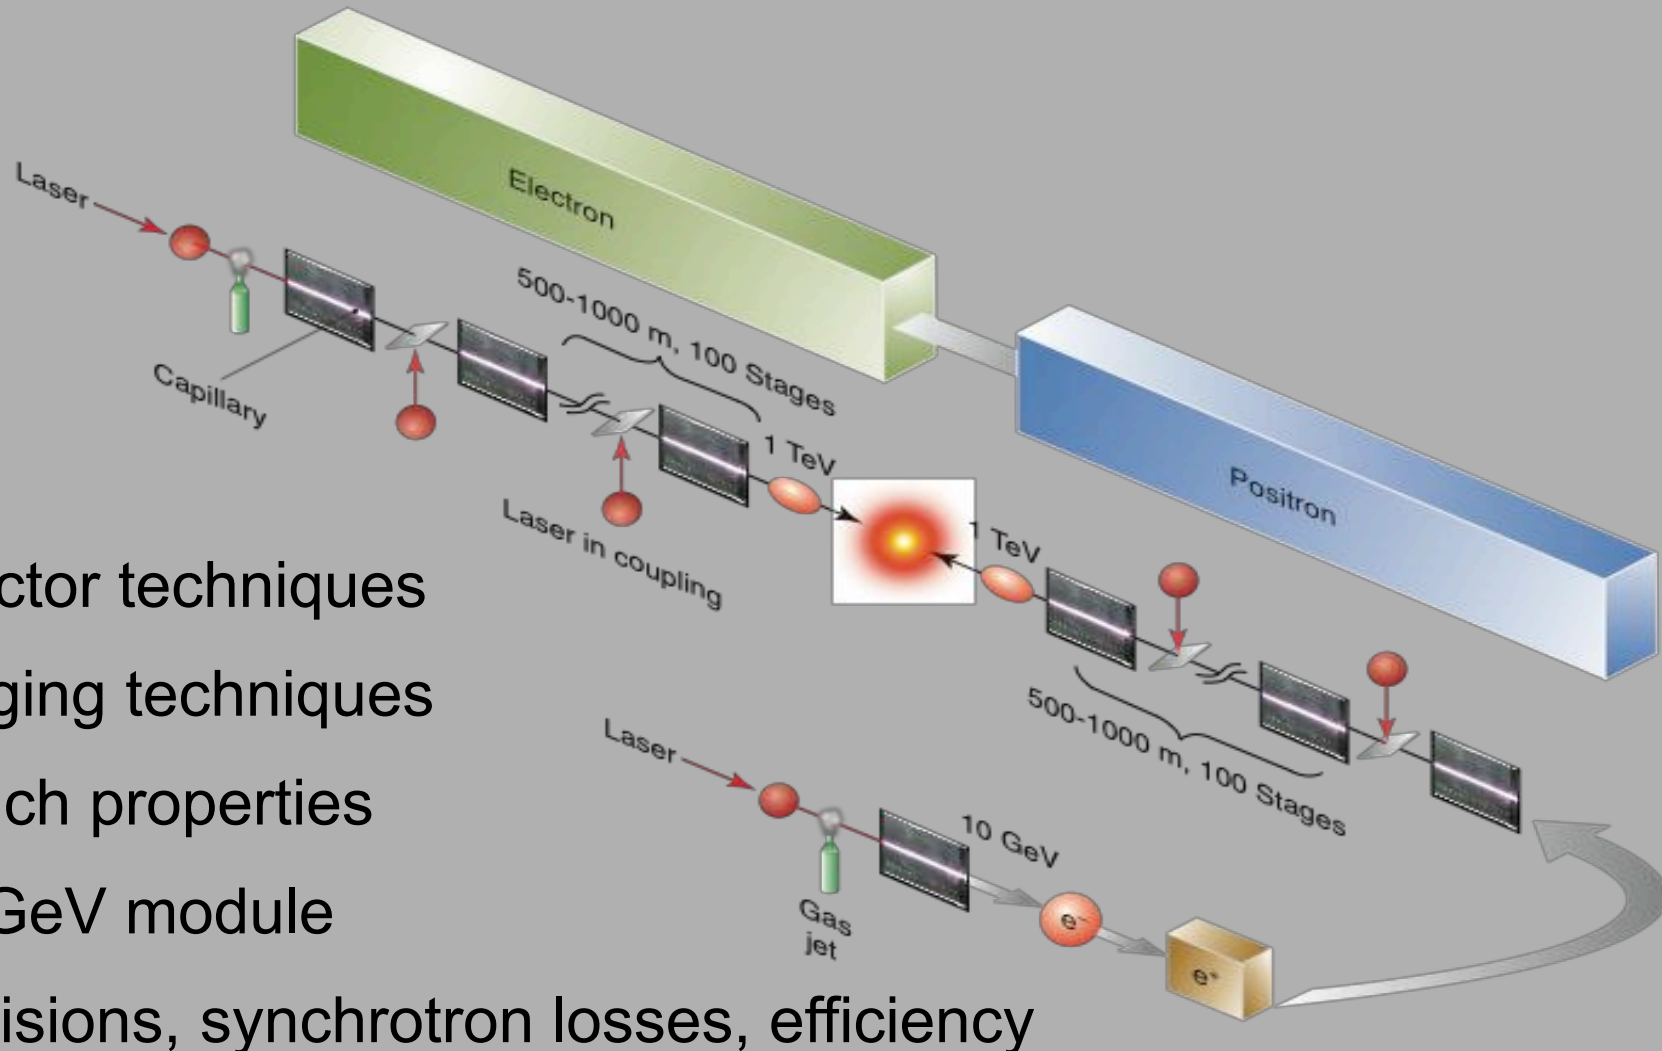 Electron
Laser
500-1000 m, 100 Stages
Capillary
1 TeV
Positron
Laser in coupling
1 TeV
ctor techniques
ging techniques
500-1000 m, 100 Stages
Laser
ch properties
10 GeV
GeV module
Gas
jet
e⁻
e⁺
isions, synchrotron losses, efficiency